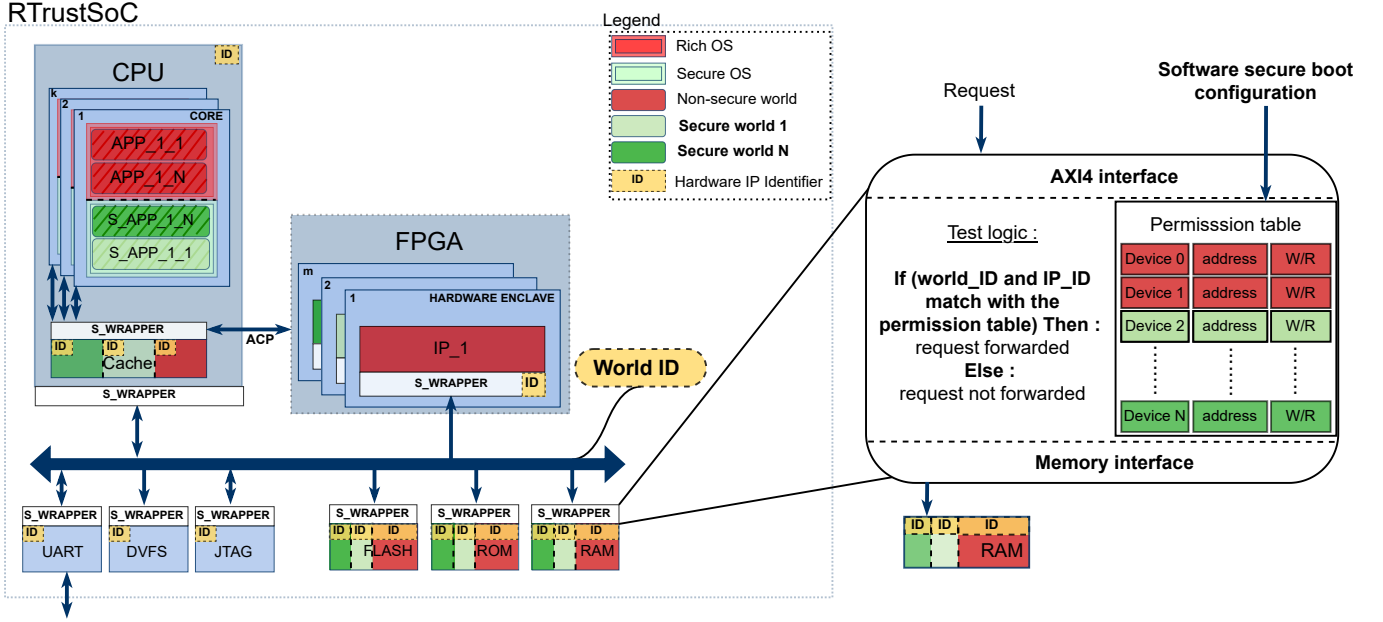 RTrustSoC
Legend
Rich OS
Secure OS
Non-secure world
Secure world 1
Secure world N
ID
Hardware IP Identifier
ID
CPU
k
2
1
CORE
APP_1_1
APP_1_N
S_APP_1_N
S_APP_1_1
S_WRAPPER
ID
ID
ID
Cache
S_WRAPPER
ACP
FPGA
m
2
1
HARDWARE ENCLAVE
IP_1
S_WRAPPER
ID
World ID
S_WRAPPER
ID
UART
S_WRAPPER
ID
DVFS
S_WRAPPER
ID
JTAG
S_WRAPPER
ID ID ID
FLASH
S_WRAPPER
ID ID ID
ROM
S_WRAPPER
ID ID ID
RAM
Request
Software secure boot
configuration
AXI4 interface
Test logic :
If (world_ID and IP_ID
match with the
permission table) Then :
request forwarded
Else :
request not forwarded
Permisssion table
Device 0 address W/R
Device 1 address W/R
Device 2 address W/R
Device N address W/R
Memory interface
ID ID ID
RAM